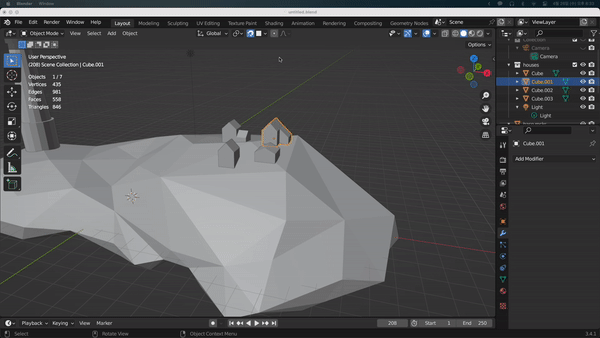 Blender Window
untitled.blend
File Edit Render Window Help
Layout Modeling Sculpting UV Editing Texture Paint Shading Animation Rendering Compositing Geometry Nodes
Scene
ViewLayer
Object Mode View Select Add Object
Global
Options
User Perspective
(208) Scene Collection | Cube.001
Objects 1 / 7
Vertices 435
Edges 981
Faces 558
Triangles 846
Camera
Camera
houses
Cube
Cube.001
Cube.002
Cube.003
Light
Light
Cube.001
Add Modifier
Playback Keying View Marker
208 Start 1 End 250
Select Rotate View Object Context Menu
3.4.1